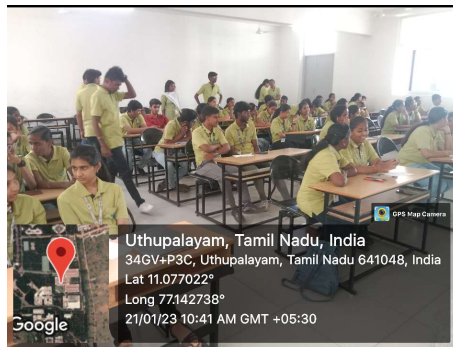 GPS Map Camera
Uthupalayam, Tamil Nadu, India
34GV+P3C, Uthupalayam, Tamil Nadu 641048, India
Lat 11.077022°
Long 77.142738°
21/01/23 10:41 AM GMT +05:30
Google